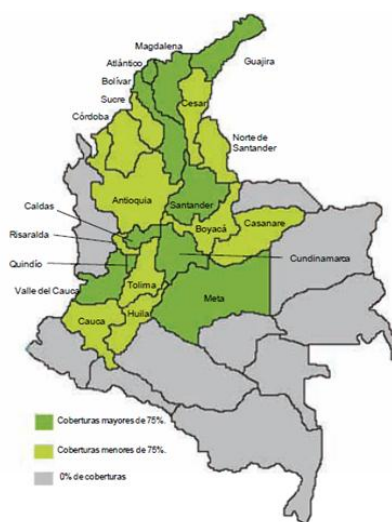 Magdalena
Atlántico
Guajira
Bolívar
Sucre
Cesar
Córdoba
Norte de
Santander
Antioquia
Santander
Caldas
Boyacá
Casanare
Risaralda
Quindío
Cundinamarca
Tolima
Valle del Cauca
Meta
Huila
Cauca
Coberturas mayores de 75%.
Coberturas menores de 75%.
0% de coberturas